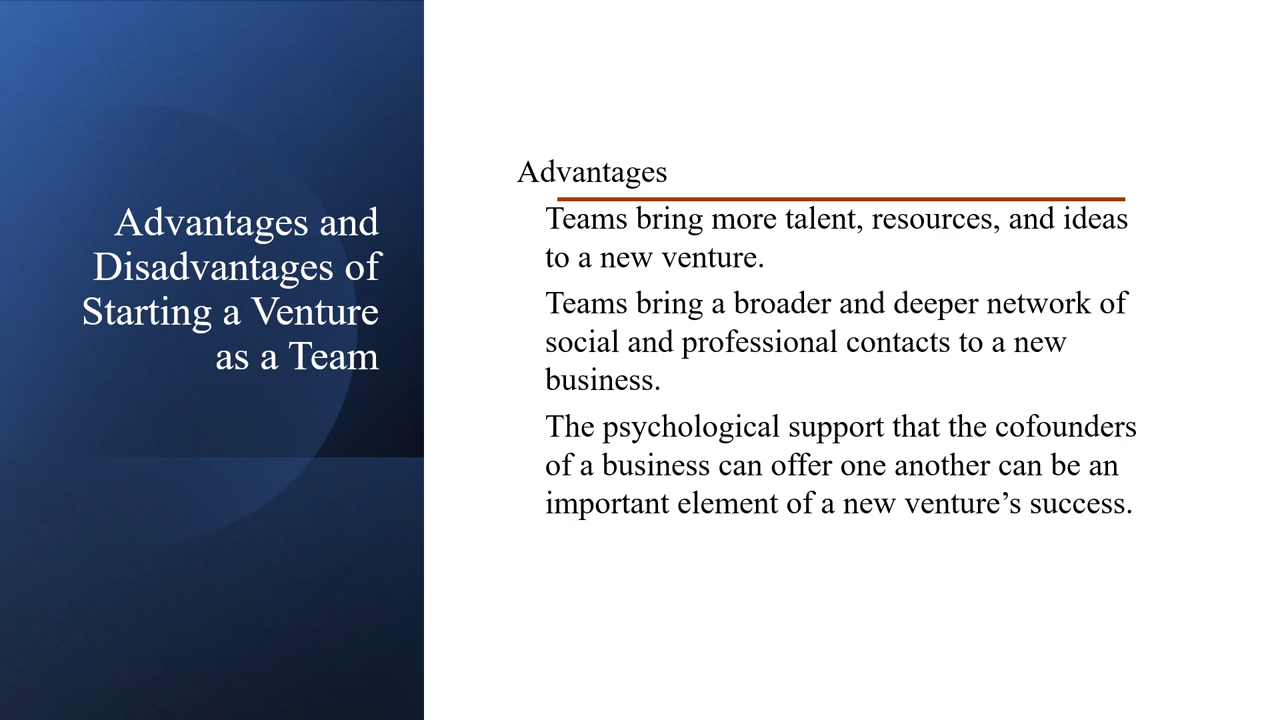 Advantages and
Disadvantages of
Starting a Venture
as a Team
Advantages
Teams bring more talent, resources, and ideas
to a new venture.
Teams bring a broader and deeper network of
social and professional contacts to a new
business.
The psychological support that the cofounders
of a business can offer one another can be an
important element of a new venture’s success.